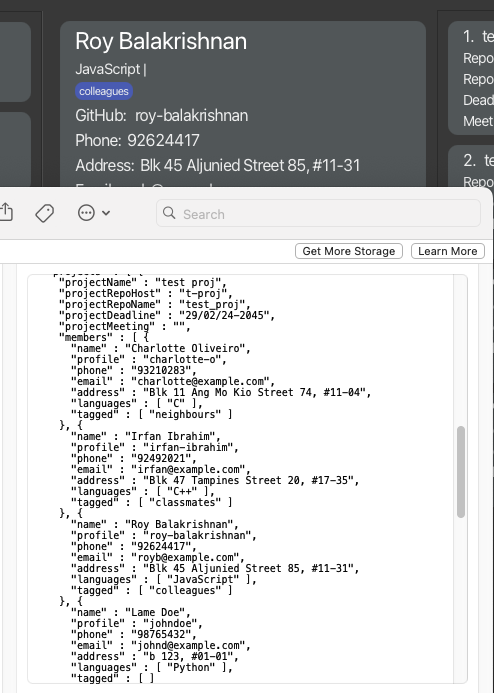 Roy Balakrishnan
JavaScript |
colleagues
GitHub: roy-balakrishnan
Phone: 92624417
Address: Blk 45 Aljunied Street 85, #11-31
1. te
Repo
Repo
Dead
Meet
2. te
Repo
Search
Get More Storage
Learn More
"projectName" : "test proj",
"projectRepoHost" : "t-proj",
"projectRepoName" : "test_proj",
"projectDeadline" : "29/02/24-2045",
"projectMeeting" : "",
"members" : [ {
"name" : "Charlotte Oliveiro",
"profile" : "charlotte-o",
"phone" : "93210283",
"email" : "charlotte@example.com",
"address" : "Blk 11 Ang Mo Kio Street 74, #11-04",
"languages" : [ "C" ],
"tagged" : [ "neighbours" ]
}, {
"name" : "Irfan Ibrahim",
"profile" : "irfan-ibrahim",
"phone" : "92492021",
"email" : "irfan@example.com",
"address" : "Blk 47 Tampines Street 20, #17-35",
"languages" : [ "C++" ],
"tagged" : [ "classmates" ]
}, {
"name" : "Roy Balakrishnan",
"profile" : "roy-balakrishnan",
"phone" : "92624417",
"email" : "royb@example.com",
"address" : "Blk 45 Aljunied Street 85, #11-31",
"languages" : [ "JavaScript" ],
"tagged" : [ "colleagues" ]
}, {
"name" : "Lame Doe",
"profile" : "johndoe",
"phone" : "98765432",
"email" : "johnd@example.com",
"address" : "b 123, #01-01",
"languages" : [ "Python" ],
"tagged" : [ ]